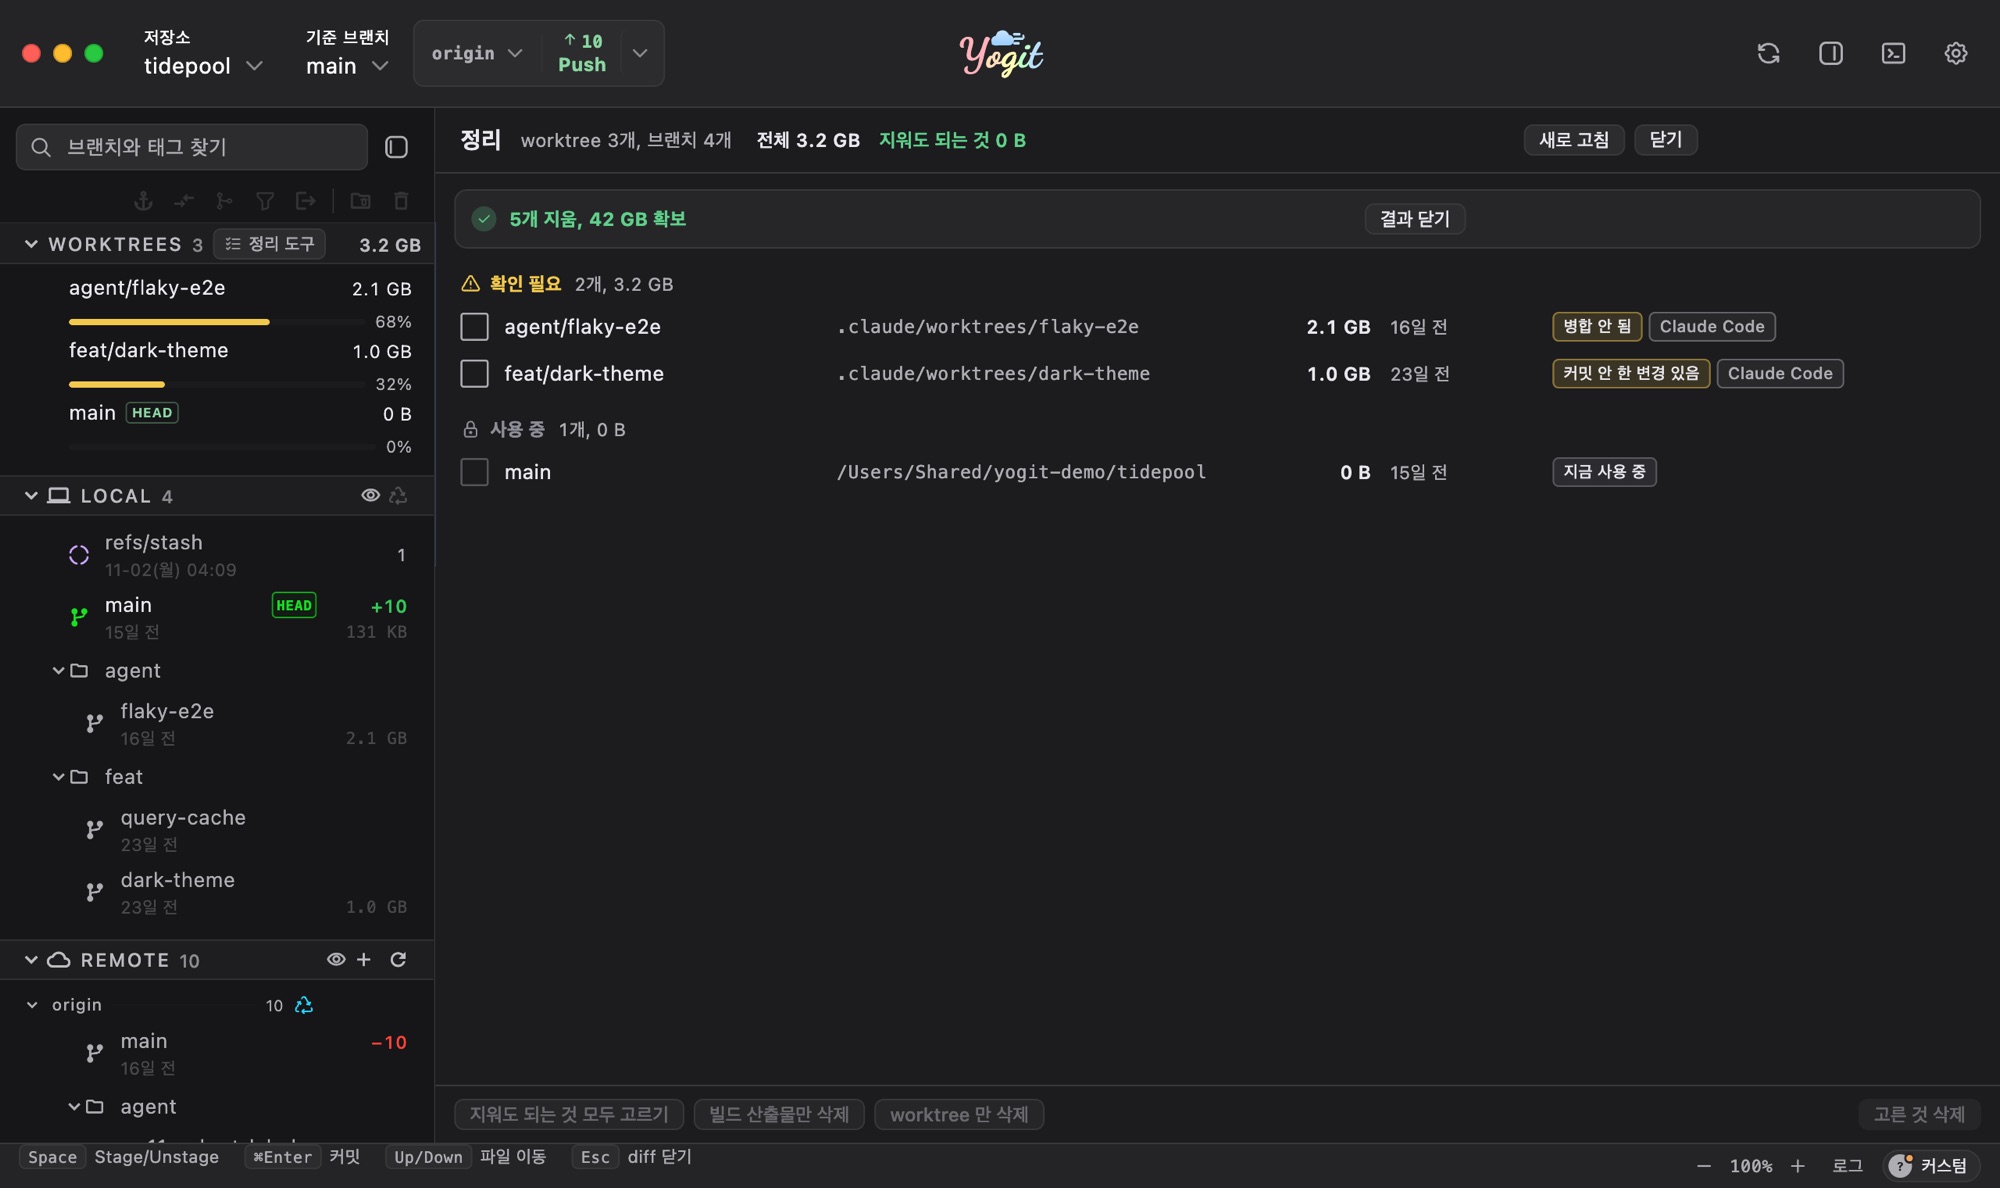 저장소
tidepool
기준 브랜치
main
origin
↑ 10
Push
Yogit
브랜치와 태그 찾기
WORKTREES 3 정리 도구 3.2 GB
agent/flaky-e2e 2.1 GB
68%
feat/dark-theme 1.0 GB
32%
main HEAD 0 B
0%
LOCAL 4
refs/stash 1
11-02(월) 04:09
main HEAD +10
15일 전 131 KB
agent
flaky-e2e
16일 전 2.1 GB
feat
query-cache
23일 전
dark-theme
23일 전 1.0 GB
REMOTE 10
origin 10
main −10
16일 전
agent
정리 worktree 3개, 브랜치 4개 전체 3.2 GB 지워도 되는 것 0 B 새로 고침 닫기
5개 지움, 42 GB 확보 결과 닫기
확인 필요 2개, 3.2 GB
agent/flaky-e2e .claude/worktrees/flaky-e2e 2.1 GB 16일 전 병합 안 됨 Claude Code
feat/dark-theme .claude/worktrees/dark-theme 1.0 GB 23일 전 커밋 안 한 변경 있음 Claude Code
사용 중 1개, 0 B
main /Users/Shared/yogit-demo/tidepool 0 B 15일 전 지금 사용 중
지워도 되는 것 모두 고르기 빌드 산출물만 삭제 worktree 만 삭제 고른 것 삭제
Space Stage/Unstage ⌘Enter 커밋 Up/Down 파일 이동 Esc diff 닫기
− 100% + 로그 ? 커스텀